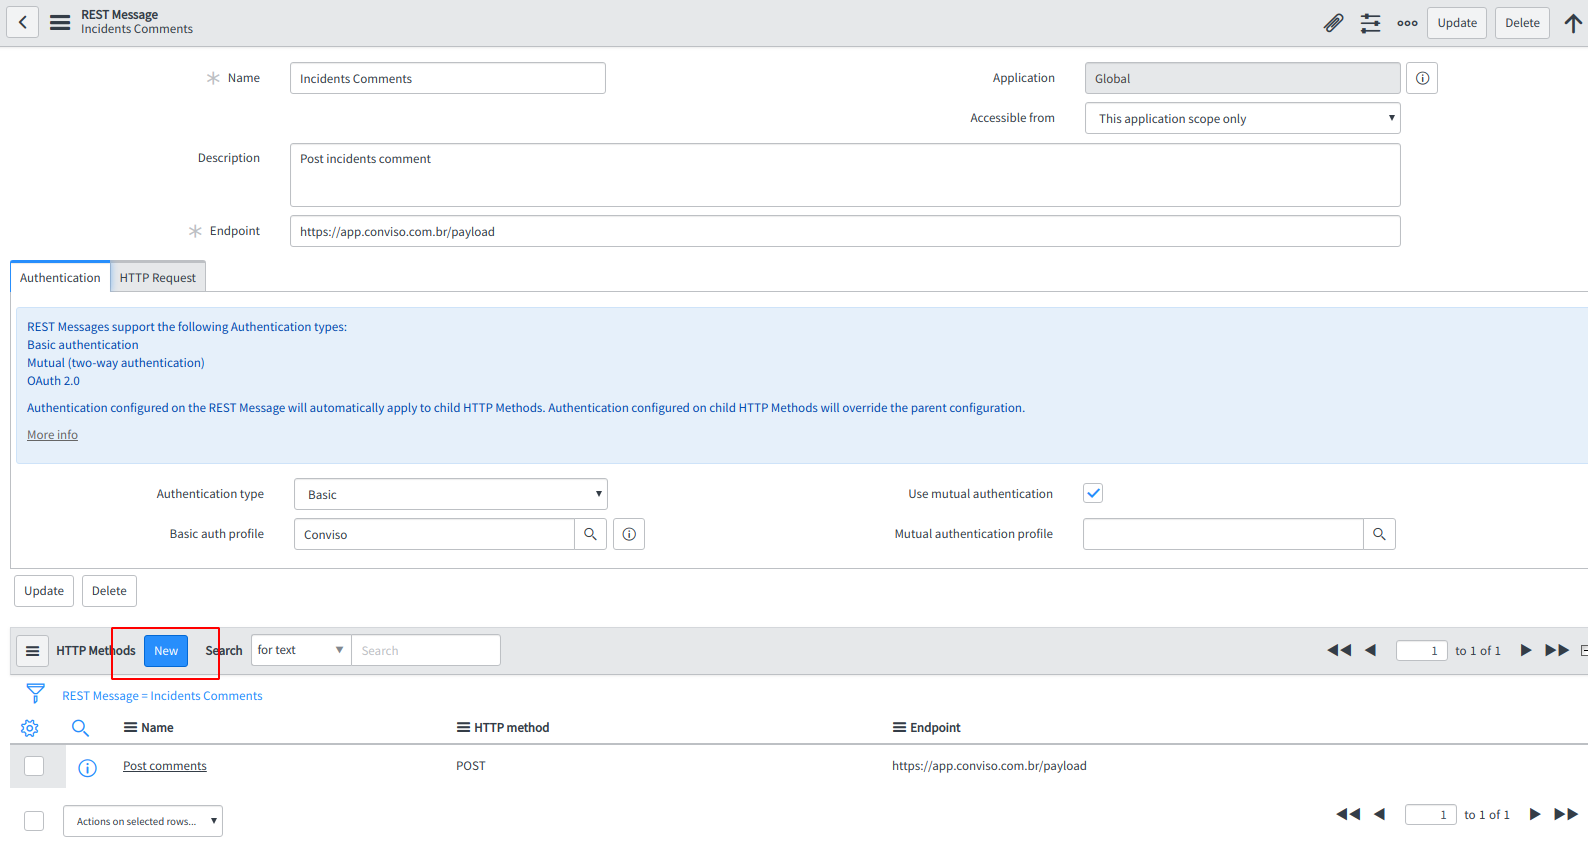 REST Message
Incidents Comments
Update
Delete
Name
Incidents Comments
Application
Global
Accessible from
This application scope only
Description
Post incidents comment
Endpoint
https://app.conviso.com.br/payload
Authentication
HTTP Request
REST Messages support the following Authentication types:
Basic authentication
Mutual (two-way authentication)
OAuth 2.0
Authentication configured on the REST Message will automatically apply to child HTTP Methods. Authentication configured on child HTTP Methods will override the parent configuration.
More info
Authentication type
Basic
Use mutual authentication
Basic auth profile
Conviso
Mutual authentication profile
Update
Delete
HTTP Methods
New
Search
for text
Search
1
to 1 of 1
REST Message = Incidents Comments
Name
HTTP method
Endpoint
Post comments
POST
https://app.conviso.com.br/payload
Actions on selected rows...
1
to 1 of 1